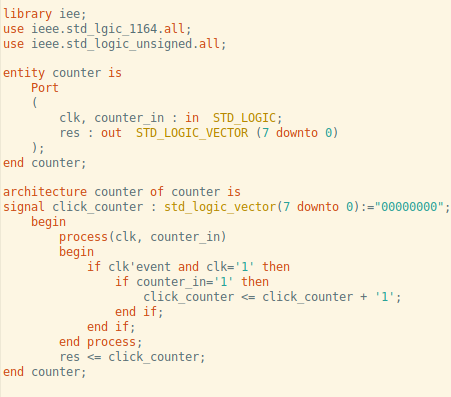 library iee;
use ieee.std_lgic_1164.all;
use ieee.std_logic_unsigned.all;

entity counter is
    Port
    (
        clk, counter_in : in  STD_LOGIC;
        res : out  STD_LOGIC_VECTOR (7 downto 0)
    );
end counter;

architecture counter of counter is
signal click_counter : std_logic_vector(7 downto 0):="00000000";
    begin
        process(clk, counter_in)
        begin
            if clk'event and clk='1' then
                if counter_in='1' then
                    click_counter <= click_counter + '1';
                end if;
            end if;
        end process;
        res <= click_counter;
end counter;